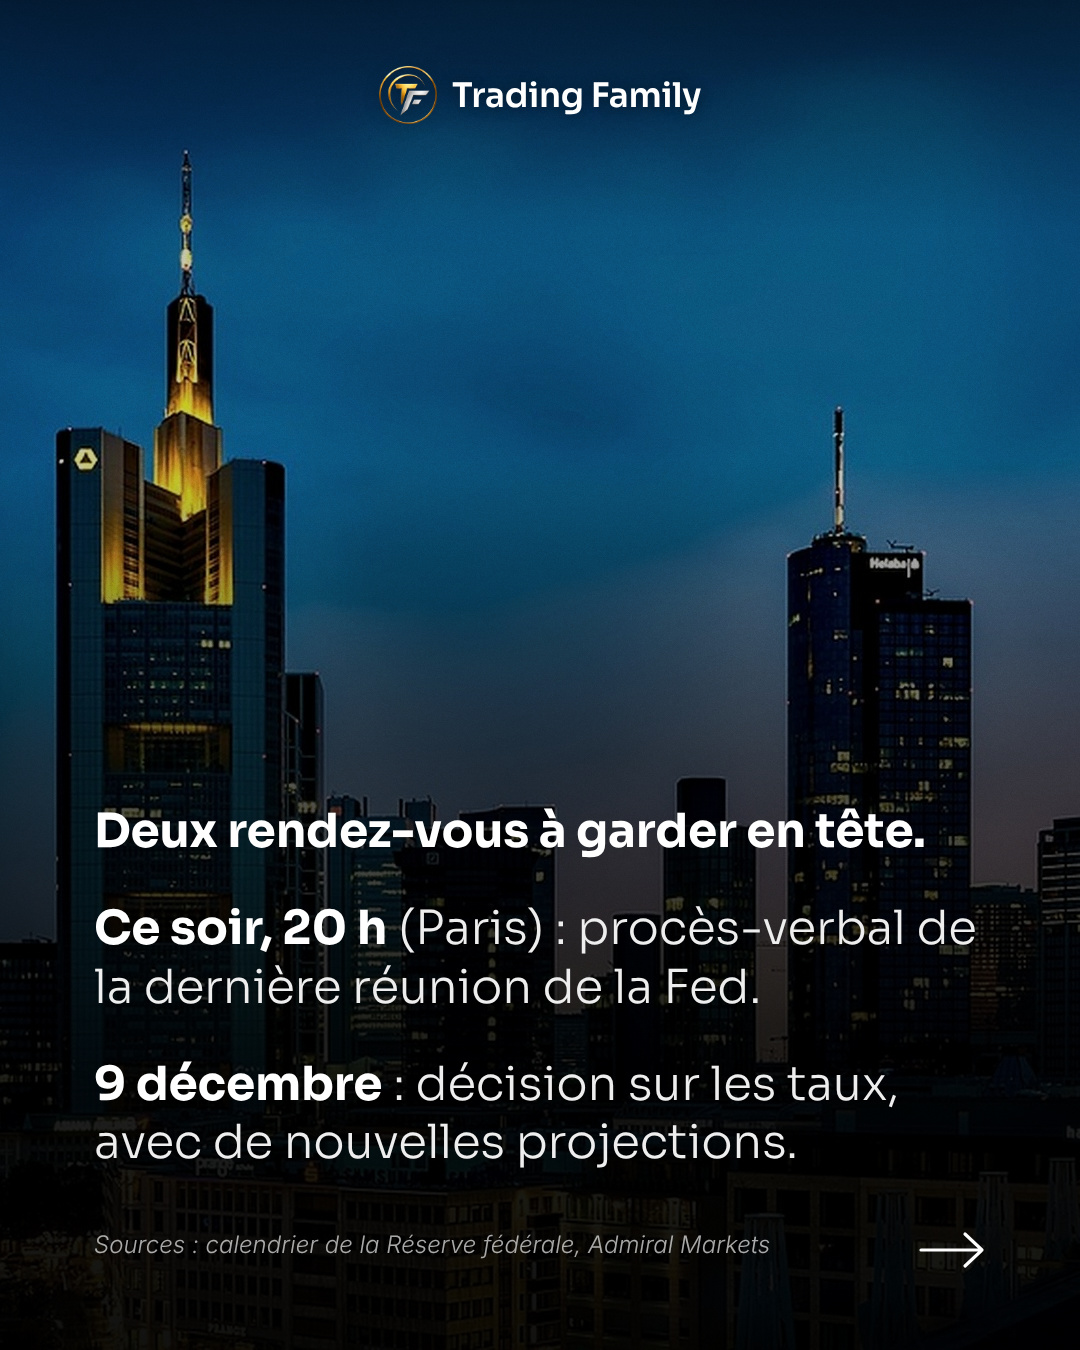 Trading Family
Helaba
Deux rendez-vous à garder en tête.
Ce soir, 20 h (Paris) : procès-verbal de
la dernière réunion de la Fed.
9 décembre : décision sur les taux,
avec de nouvelles projections.
Sources : calendrier de la Réserve fédérale, Admiral Markets